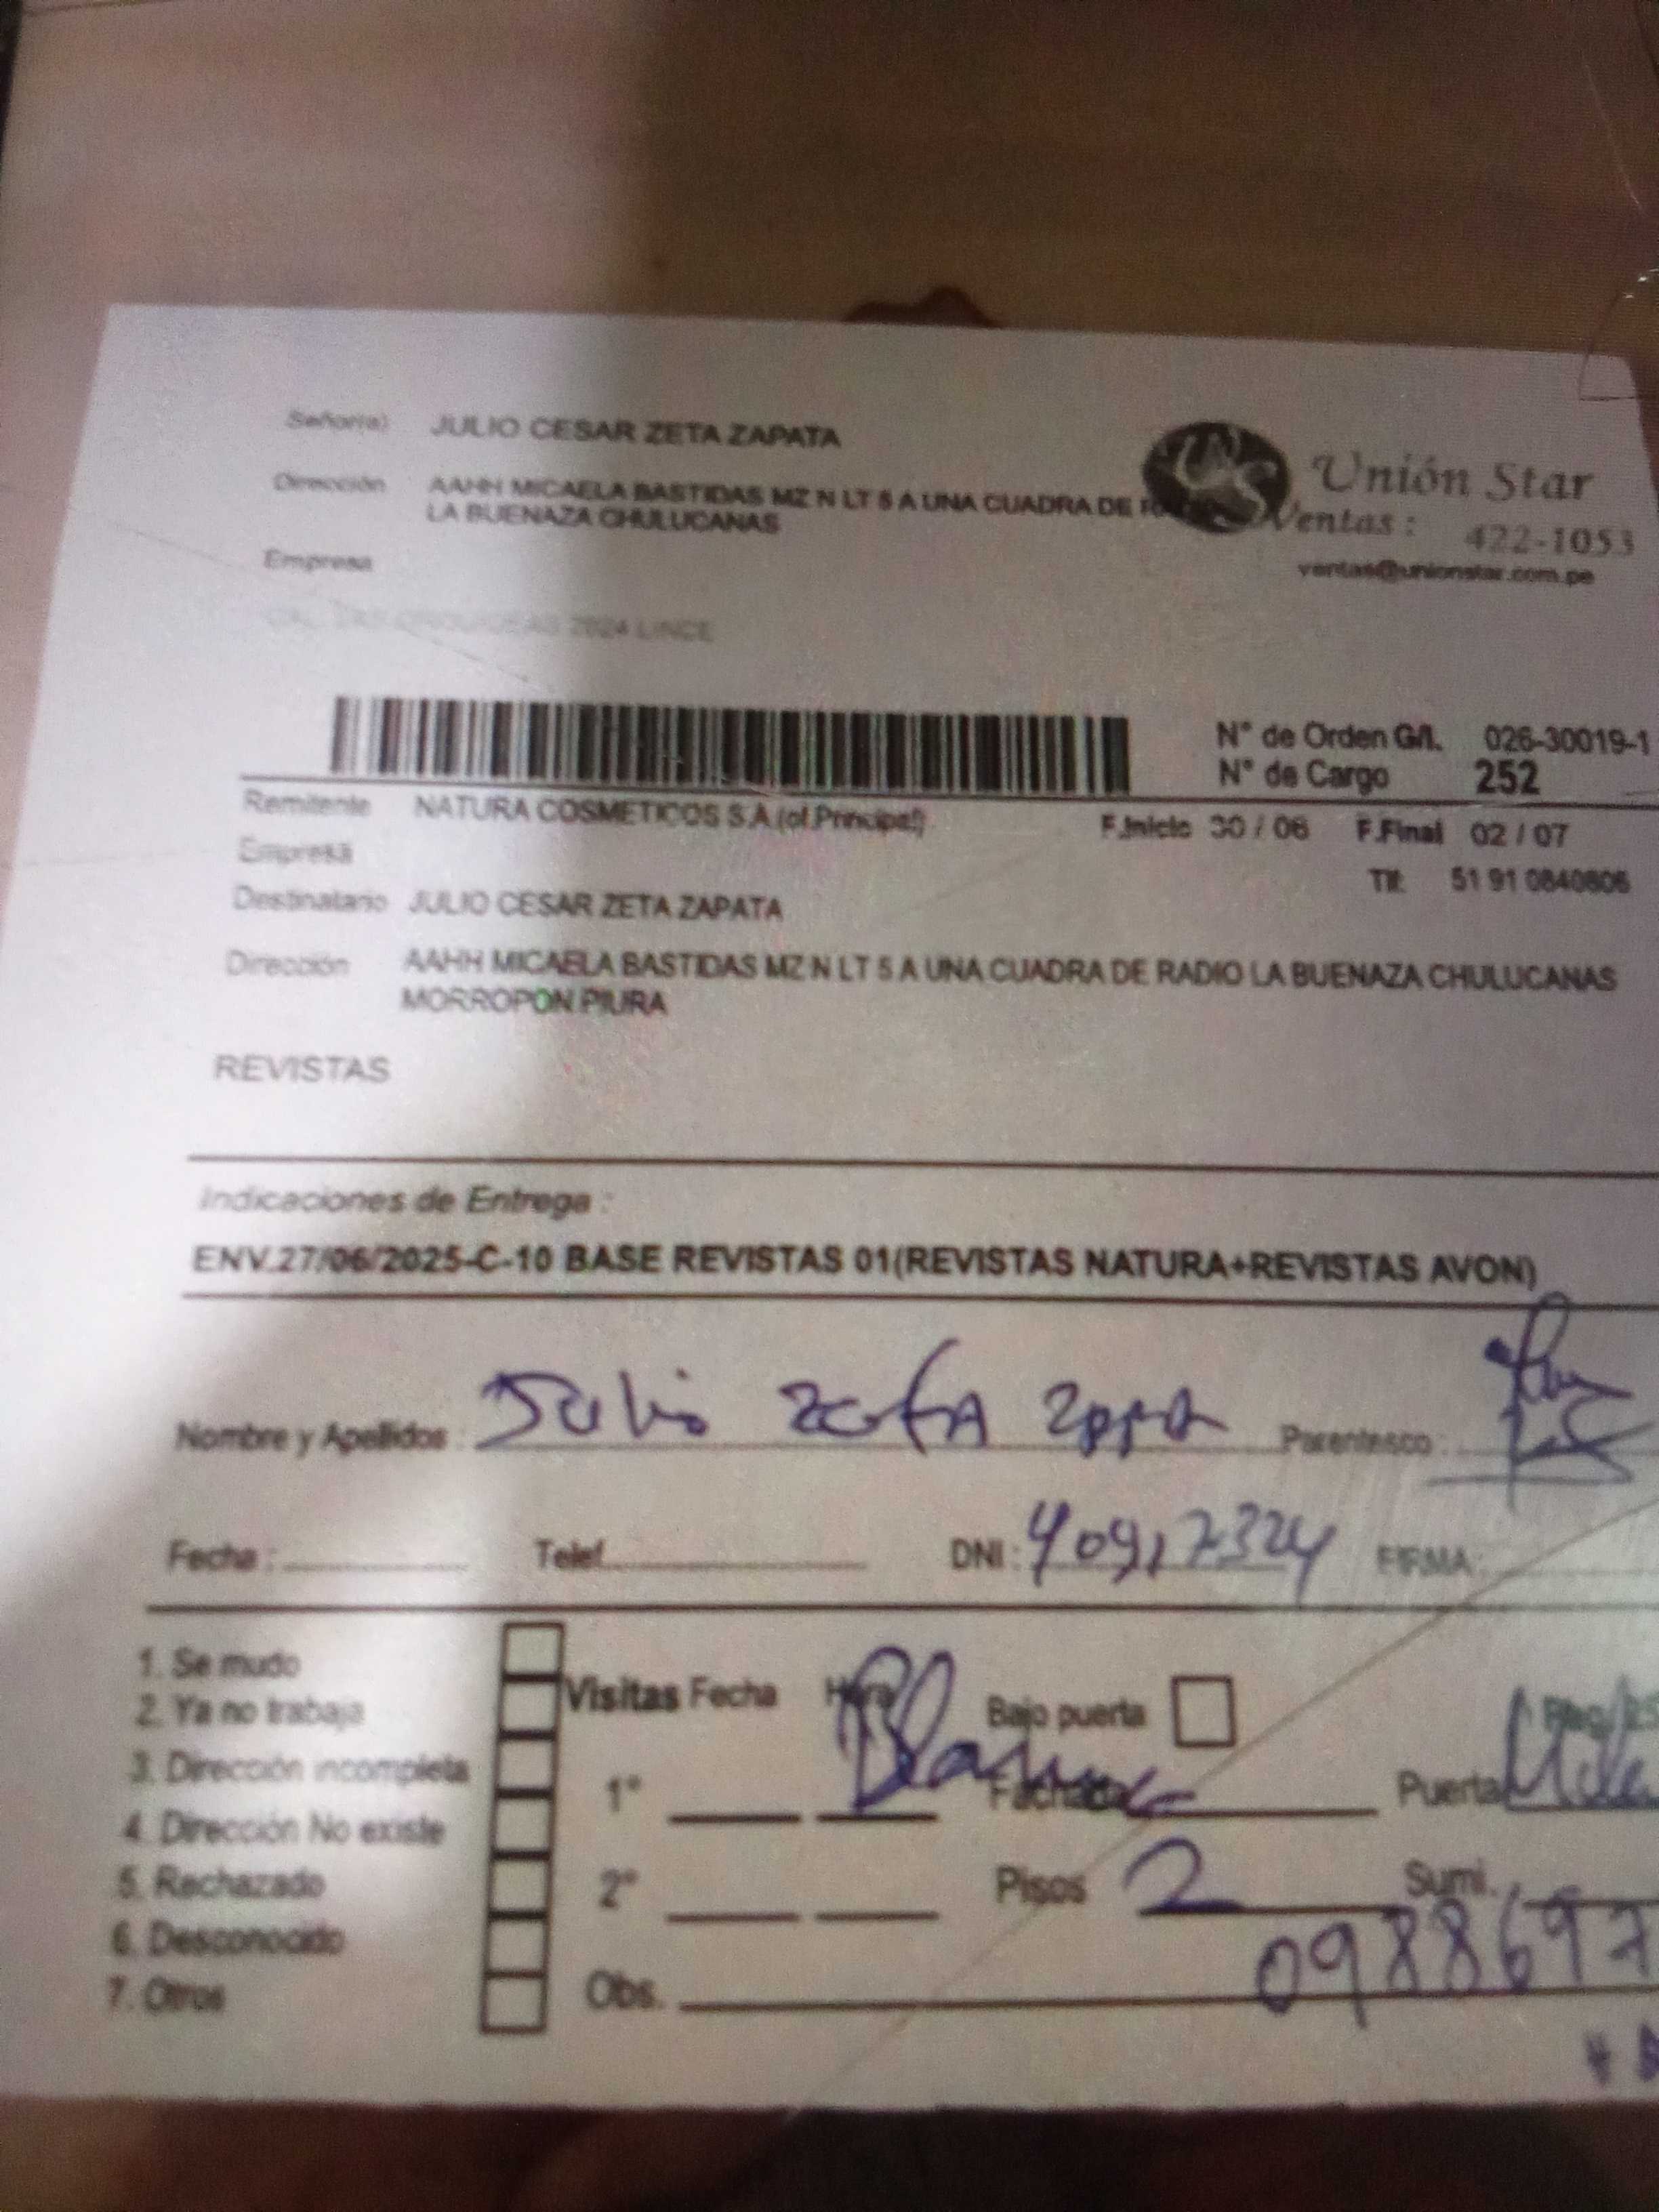 Señor(a) JULIO CESAR ZETA ZAPATA
Dirección AAHH MICAELA BASTIDAS MZ N LT 5 A UNA CUADRA DE
LA BUENAZA CHULUCANAS
Unión Star
Ventas : 422-1053
ventas@unionstar.com.pe
Empresa
2024 LINCE
N° de Orden G/I. 026-30019-1
N° de Cargo 252
Remitente NATURA COSMETICOS S.A (of.Principal) F.Inicio 30 / 06 F.Final 02 / 07
Empresa
Tlf: 51 91 0840806
Destinatario JULIO CESAR ZETA ZAPATA
Dirección AAHH MICAELA BASTIDAS MZ N LT 5 A UNA CUADRA DE RADIO LA BUENAZA CHULUCANAS
MORROPON PIURA
REVISTAS
Indicaciones de Entrega :
ENV.27/06/2025-C-10 BASE REVISTAS 01(REVISTAS NATURA+REVISTAS AVON)
Nombre y Apellidos : Julio Parentesco :
Fecha : Telef. DNI : 40917324 FIRMA :
1. Se mudo
2. Ya no trabaja
3. Dirección incompleta
4. Dirección No existe
5. Rechazado
6. Desconocido
7. Otros
Visitas Fecha Hora Bajo puerta
1° Fachada Puerta
2° Pisos 2 Sumi.
0988697
Obs.